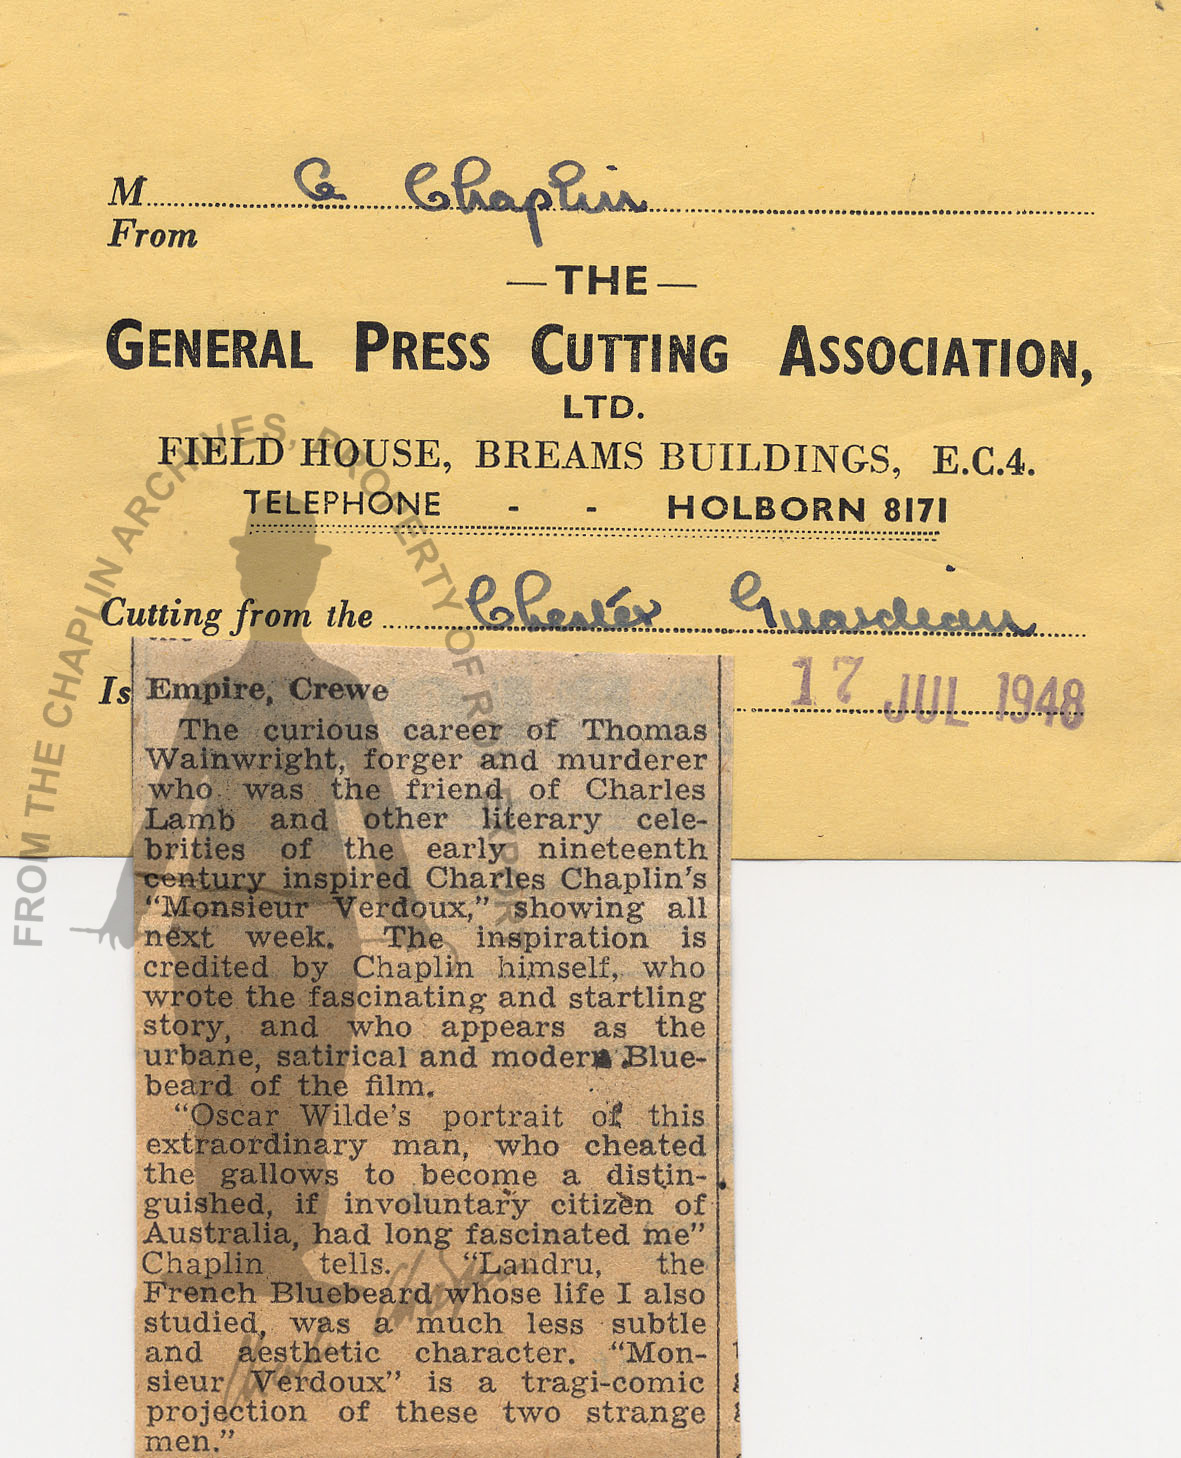 M C Chaplin
From
— THE —
GENERAL PRESS CUTTING ASSOCIATION,
LTD.
FIELD HOUSE, BREAMS BUILDINGS, E.C.4.
TELEPHONE - - HOLBORN 8171
Cutting from the Chester Guardian
Is
17 JUL 1948
Empire, Crewe
The curious career of Thomas
Wainwright, forger and murderer
who was the friend of Charles
Lamb and other literary cele-
brities of the early nineteenth
century inspired Charles Chaplin's
"Monsieur Verdoux," showing all
next week. The inspiration is
credited by Chaplin himself, who
wrote the fascinating and startling
story, and who appears as the
urbane, satirical and modern Blue-
beard of the film.
"Oscar Wilde's portrait of this
extraordinary man, who cheated
the gallows to become a distin-
guished, if involuntary citizen of
Australia, had long fascinated me"
Chaplin tells. "Landru, the
French Bluebeard whose life I also
studied, was a much less subtle
and aesthetic character. "Mon-
sieur Verdoux" is a tragi-comic
projection of these two strange
men."
FROM THE CHAPLIN ARCHIVES, PROPERTY OF ROY EXPORT